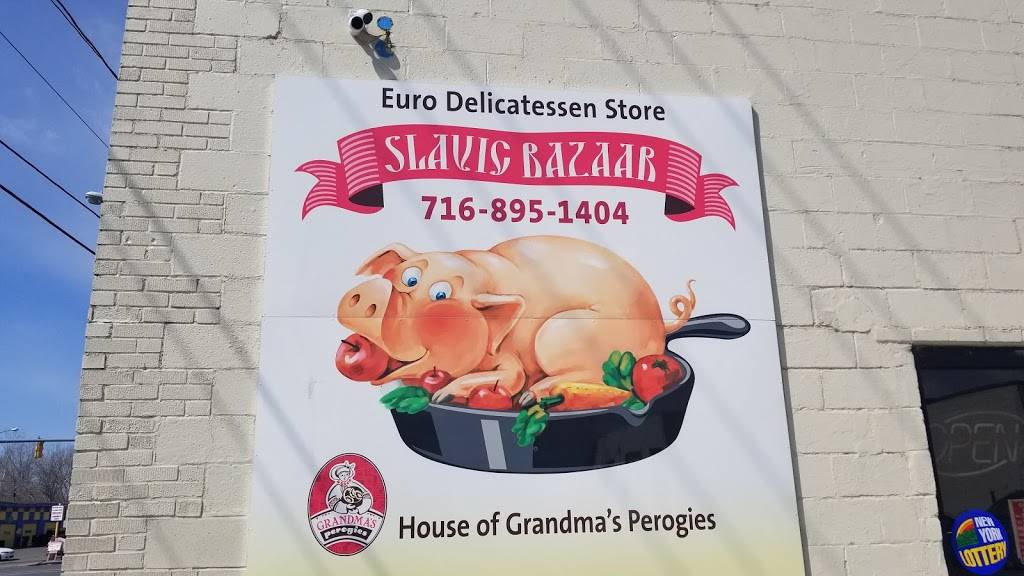 Euro Delicatessen Store
SLAVIC BAZAAR
716-895-1404
GRANDMA'S
perogies
House of Grandma's Perogies
OPEN
NEW
YORK
LOTTERY